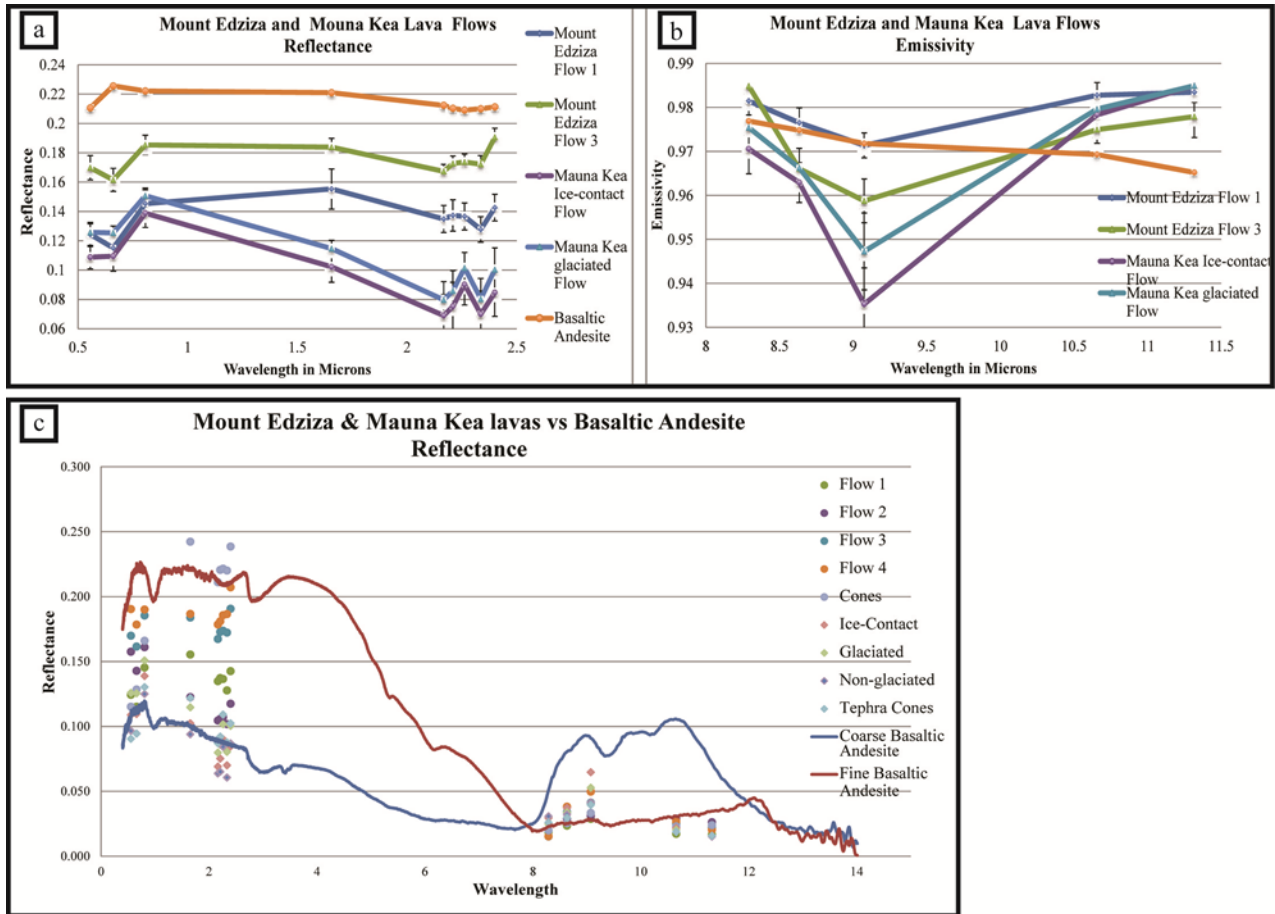 a
Mount Edziza and Mouna Kea Lava Flows
Reflectance
0.24
0.22
0.2
0.18
0.16
0.14
0.12
0.1
0.08
0.06
Reflectance
0.5
1
1.5
2
2.5
Wavelength in Microns
Mount
Edziza
Flow 1
Mount
Edziza
Flow 3
Mauna Kea
Ice-contact
Flow
Mauna Kea
glaciated
Flow
Basaltic
Andesite
b
Mount Edziza and Mauna Kea Lava Flows
Emissivity
0.99
0.98
0.97
0.96
0.95
0.94
0.93
Emissivity
8
8.5
9
9.5
10
10.5
11
11.5
Wavelength in Microns
Mount Edziza Flow 1
Mount Edziza Flow 3
Mauna Kea Ice-contact
Flow
Mauna Kea glaciated
Flow
c
Mount Edziza & Mauna Kea lavas vs Basaltic Andesite
Reflectance
0.300
0.250
0.200
0.150
0.100
0.050
0.000
Reflectance
0
2
4
6
8
10
12
14
Wavelength
Flow 1
Flow 2
Flow 3
Flow 4
Cones
Ice-Contact
Glaciated
Non-glaciated
Tephra Cones
Coarse Basaltic
Andesite
Fine Basaltic
Andesite